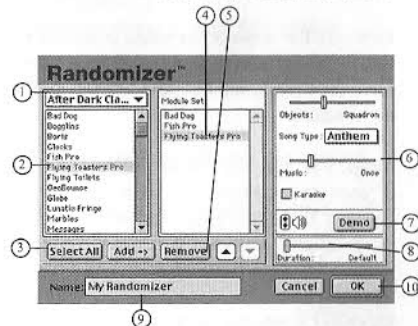 ④ ⑤
Randomizer™
① After Dark Cla...
Bad Dog
Bogglins
Boris
Clocks
Fish Pro
② Flying Toasters Pro
Flying Toilets
GeoBounce
Globe
Lunatic Fringe
Marbles
Messages
③ Select All Add -> Remove
Module Set
Bad Dog
Fish Pro
Flying Toasters Pro
Objects: Squadron
Song Type: Anthem
⑥
Music: Once
Karaoke
Demo ⑦
⑧
Duration: Default
Name: My Randomizer Cancel OK ⑩
⑨